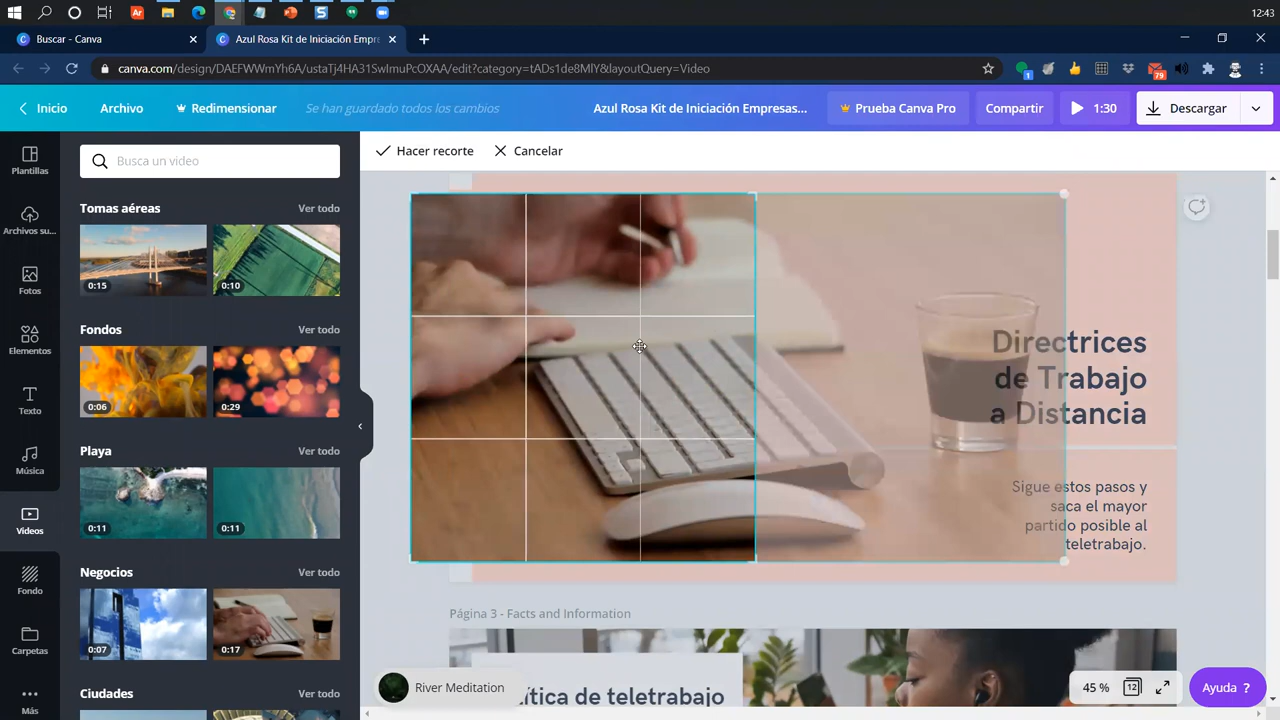 12:43
Buscar - Canva
Azul Rosa Kit de Iniciación Empre
canva.com/design/DAEFWWmYh6A/ustaTj4HA31SwImuPcOXAA/edit?category=tADs1de8MlY&layoutQuery=Video
1
79
Inicio
Archivo
Redimensionar
Se han guardado todos los cambios
Azul Rosa Kit de Iniciación Empresas...
Prueba Canva Pro
Compartir
1:30
Descargar
Hacer recorte
Cancelar
Plantillas
Archivos su...
Fotos
Elementos
Texto
Música
Videos
Fondo
Carpetas
Más
Busca un video
Tomas aéreas
Ver todo
0:15
0:10
Fondos
Ver todo
0:06
0:29
Playa
Ver todo
0:11
0:11
Negocios
Ver todo
0:07
0:17
Ciudades
Ver todo
Directrices
de Trabajo
a Distancia
Sigue estos pasos y
saca el mayor
partido posible al
teletrabajo.
Página 3 - Facts and Information
River Meditation
ítica de teletrabajo
45 %
12
Ayuda ?